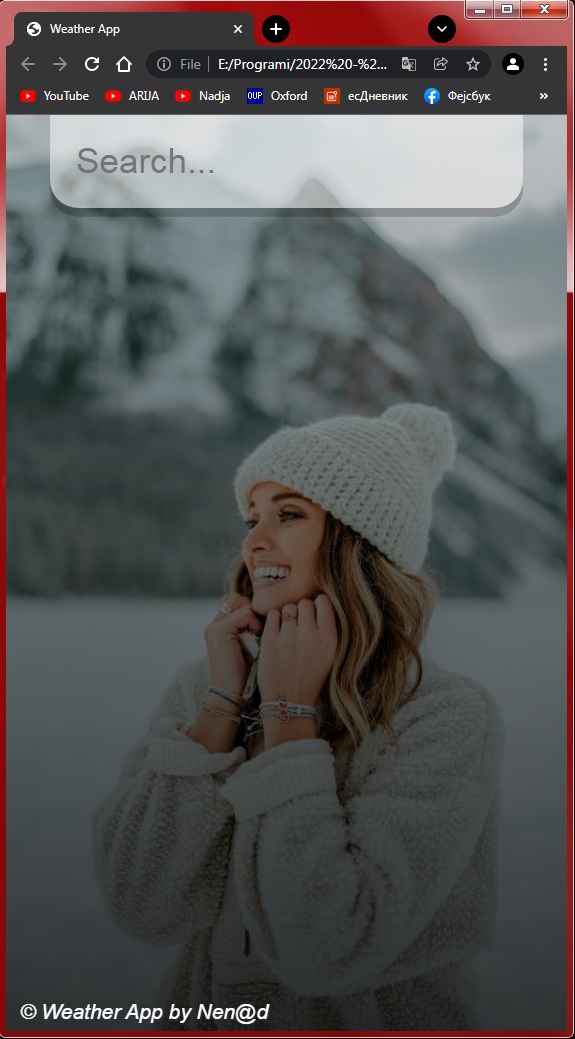 Weather App
File E:/Programi/2022%20-%2...
YouTube ARIJA Nadja OUP Oxford есДневник Фејсбук »
Search...
© Weather App by Nen@d